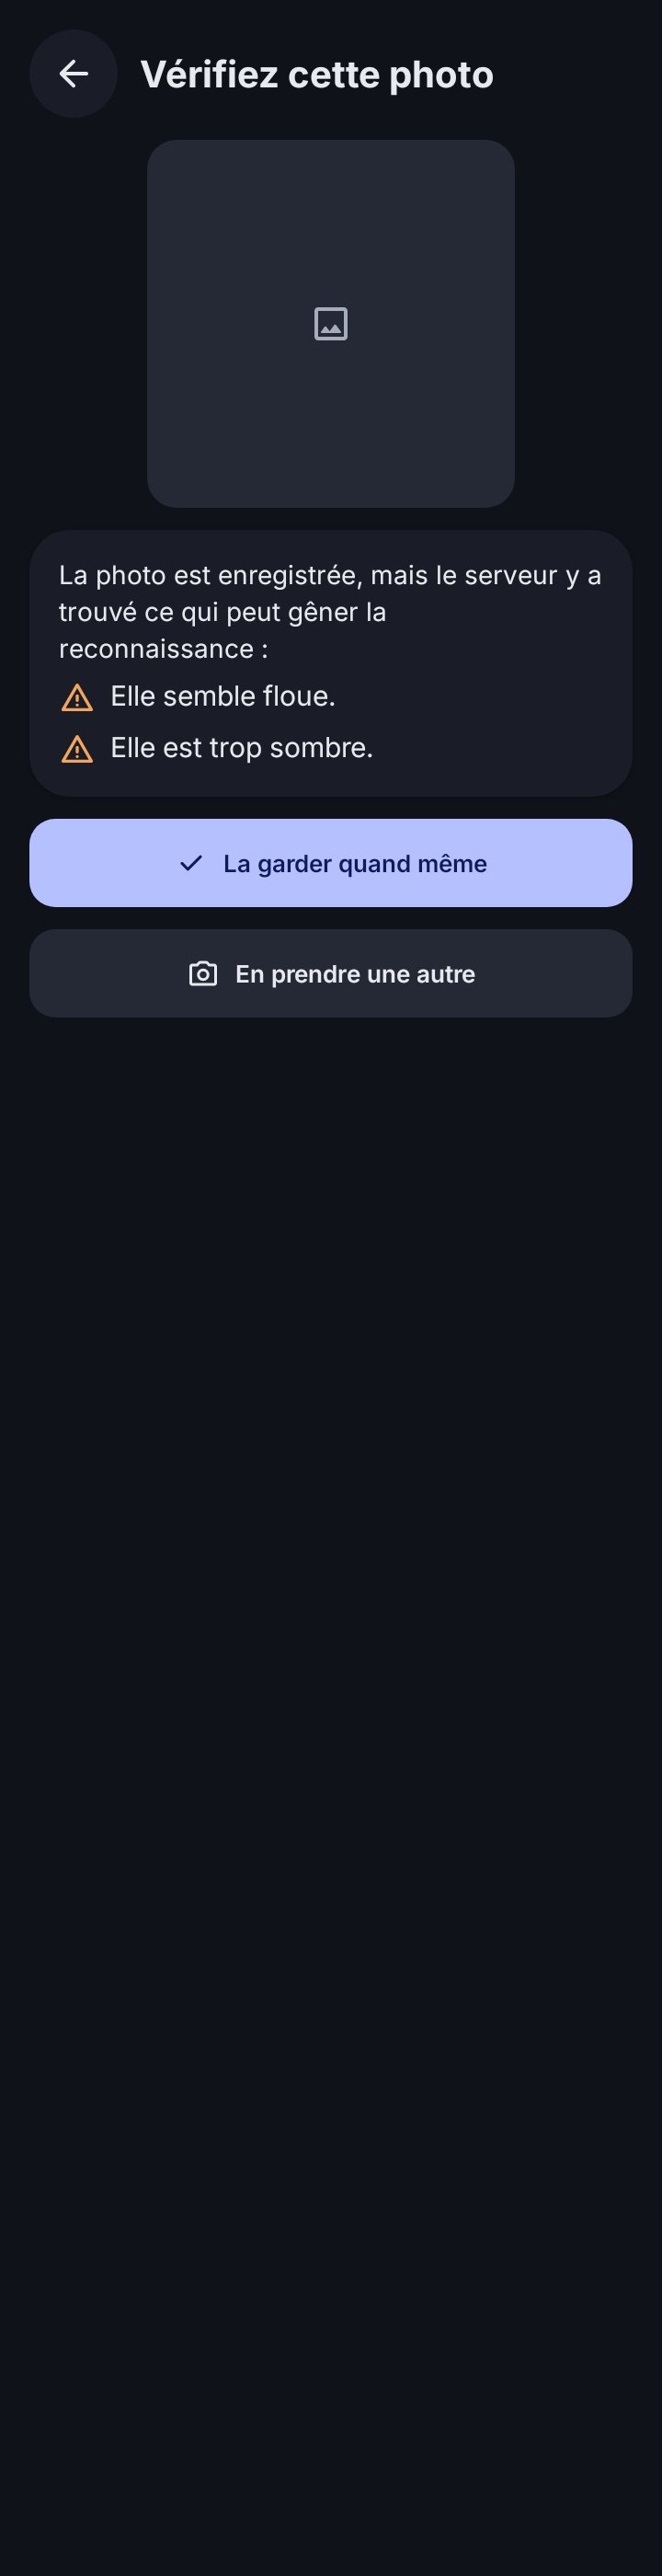 Vérifiez cette photo
La photo est enregistrée, mais le serveur y a
trouvé ce qui peut gêner la
reconnaissance :
Elle semble floue.
Elle est trop sombre.
La garder quand même
En prendre une autre